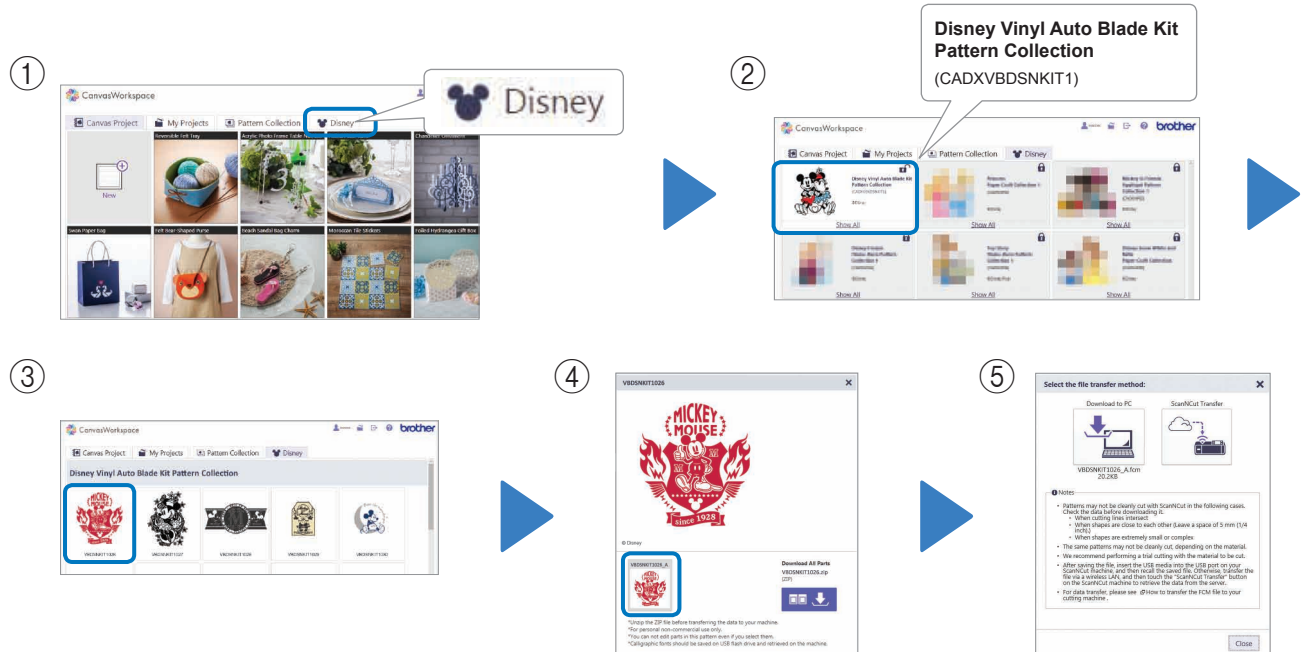 ①
CanvasWorkspace
Canvas Project
My Projects
Pattern Collection
Disney
Disney
New
Reversible Felt Tray
Acrylic Photo Frame Table
Swan Paper Bag
Felt Bear Shaped Purse
Beach Sandal Bag Charm
Moroccan Tile Stickers
Foiled Hydrangea Gift Box
②
Disney Vinyl Auto Blade Kit
Pattern Collection
(CADXVBDSNKIT1)
CanvasWorkspace
brother
Canvas Project
My Projects
Pattern Collection
Disney
Disney Vinyl Auto Blade Kit
Pattern Collection
(CADXVBDSNKIT1)
Show All
Show All
Show All
Show All
Show All
Show All
③
CanvasWorkspace
brother
Canvas Project
My Projects
Pattern Collection
Disney
Disney Vinyl Auto Blade Kit Pattern Collection
VBDSNKIT1026
VBDSNKIT1027
VBDSNKIT1028
VBDSNKIT1029
VBDSNKIT1030
④
VBDSNKIT1026
MICKEY
MOUSE
M M
since 1928
© Disney
VBDSNKIT1026_A
Download All Parts
VBDSNKIT1026.zip
(ZIP)
*Unzip the ZIP file before transferring the data to your machine.
*For personal non-commercial use only.
*You can not edit parts in this pattern even if you select them.
*Calligraphic fonts should be saved on USB flash drive and retrieved on the machine.
⑤
Select the file transfer method:
Download to PC
ScanNCut Transfer
VBDSNKIT1026_A.fcm
20.2KB
Notes
• Patterns may not be cleanly cut with ScanNCut in the following cases.
Check the data before downloading it.
• When cutting lines intersect
• When shapes are close to each other (Leave a space of 5 mm (1/4
inch).)
• When shapes are extremely small or complex
• The same patterns may not be cleanly cut, depending on the material.
• We recommend performing a trial cutting with the material to be cut.
• After saving the file, insert the USB media into the USB port on your
ScanNCut machine, and then recall the saved file. Otherwise, transfer the
file via a wireless LAN, and then touch the "ScanNCut Transfer" button
on the ScanNCut machine to retrieve the data from the server.
• For data transfer, please see How to transfer the FCM file to your
cutting machine .
Close